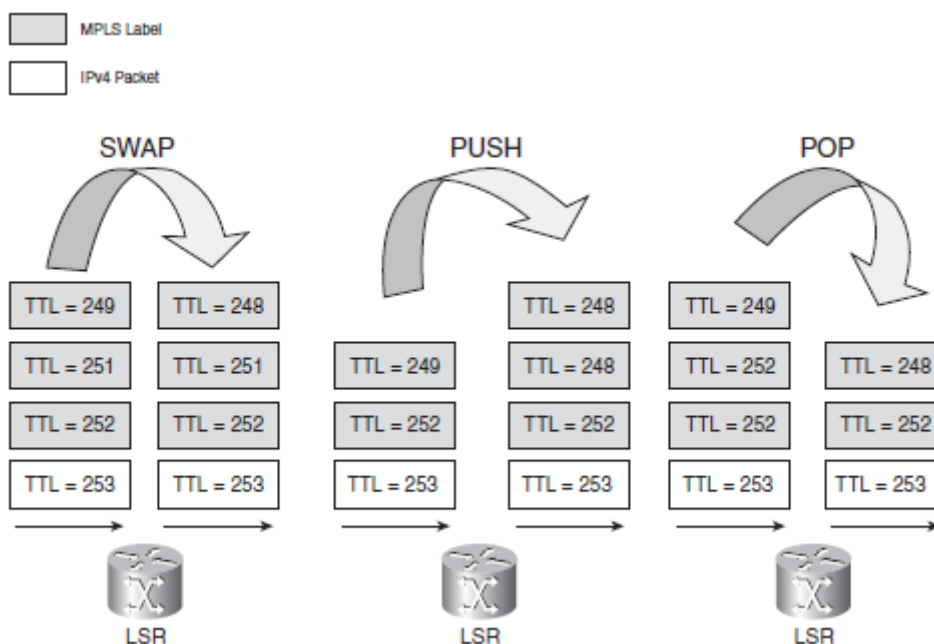 MPLS Label
IPv4 Packet
SWAP
PUSH
POP
TTL = 249
TTL = 248
TTL = 248
TTL = 249
TTL = 251
TTL = 251
TTL = 249
TTL = 248
TTL = 252
TTL = 248
TTL = 252
TTL = 252
TTL = 252
TTL = 252
TTL = 252
TTL = 252
TTL = 253
TTL = 253
TTL = 253
TTL = 253
TTL = 253
TTL = 253
LSR
LSR
LSR